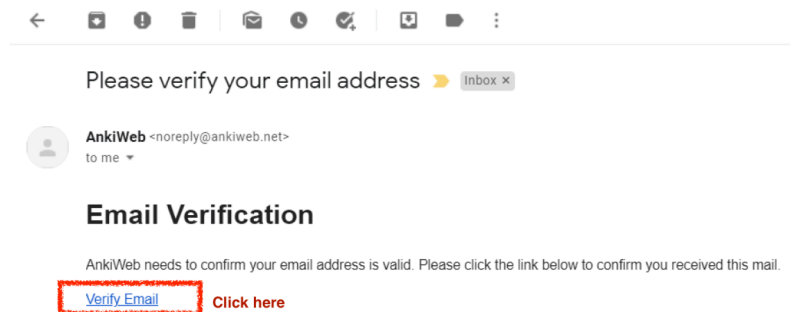 Please verify your email address Inbox ×
AnkiWeb <noreply@ankiweb.net>
to me
Email Verification
AnkiWeb needs to confirm your email address is valid. Please click the link below to confirm you received this mail.
Verify Email Click here